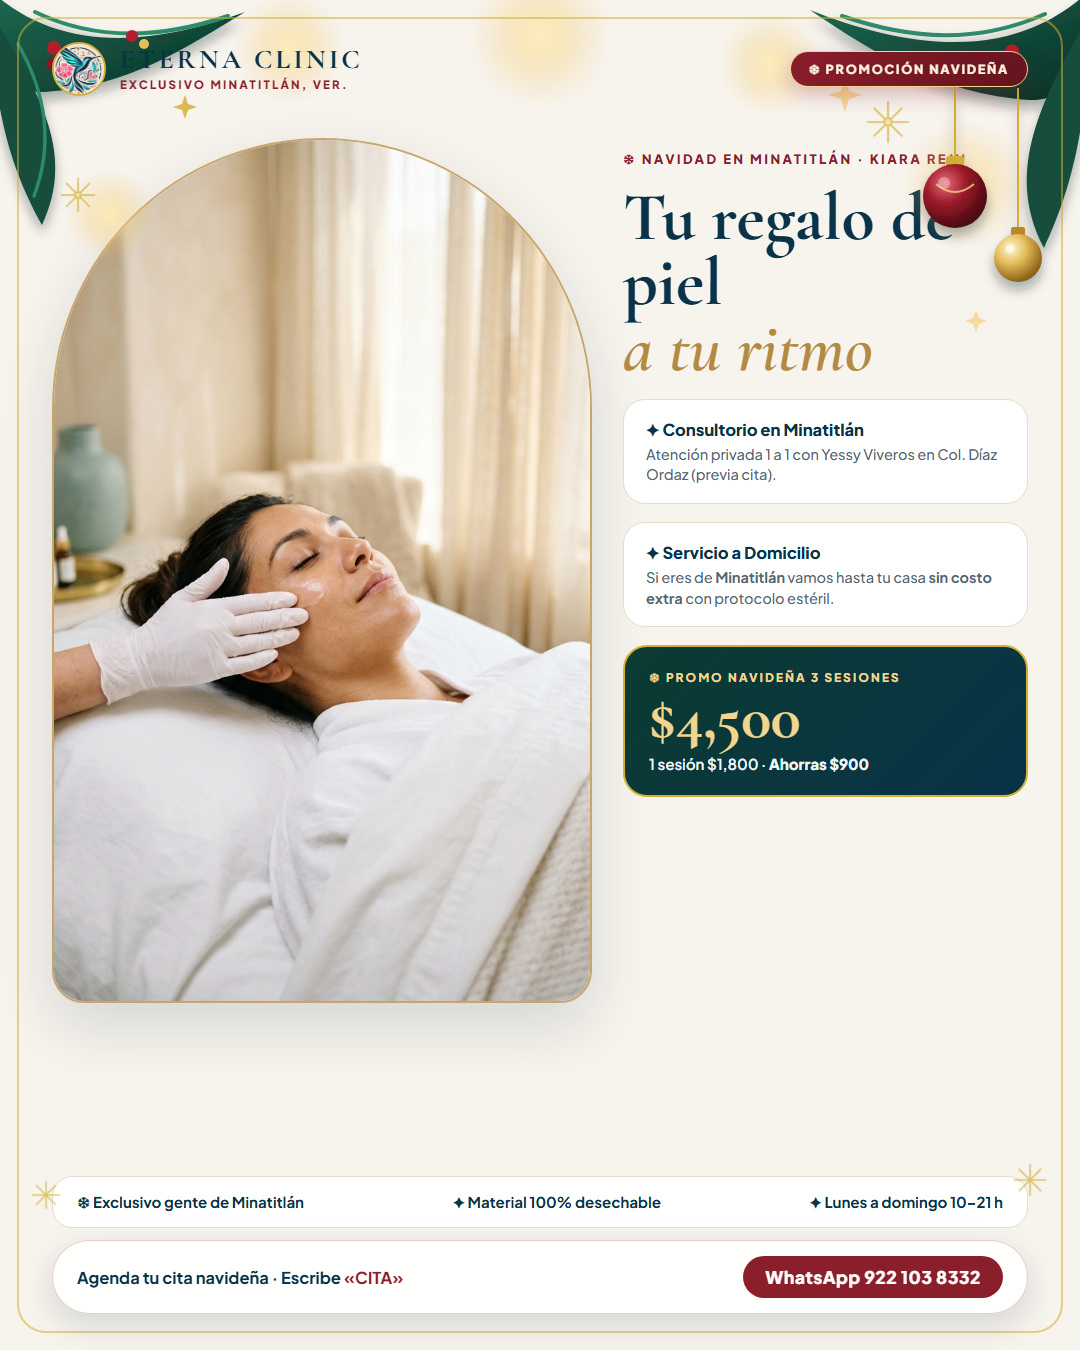 ETERNA CLINIC
EXCLUSIVO MINATITLÁN, VER.
❄ PROMOCIÓN NAVIDEÑA
❄ NAVIDAD EN MINATITLÁN · KIARA
Tu regalo de
piel
a tu ritmo
✦ Consultorio en Minatitlán
Atención privada 1 a 1 con Yessy Viveros en Col. Díaz
Ordaz (previa cita).
✦ Servicio a Domicilio
Si eres de Minatitlán vamos hasta tu casa sin costo
extra con protocolo estéril.
❄ PROMO NAVIDEÑA 3 SESIONES
$4,500
1 sesión $1,800 · Ahorras $900
❄ Exclusivo gente de Minatitlán
✦ Material 100% desechable
✦ Lunes a domingo 10–21 h
Agenda tu cita navideña · Escribe «CITA»
WhatsApp 922 103 8332